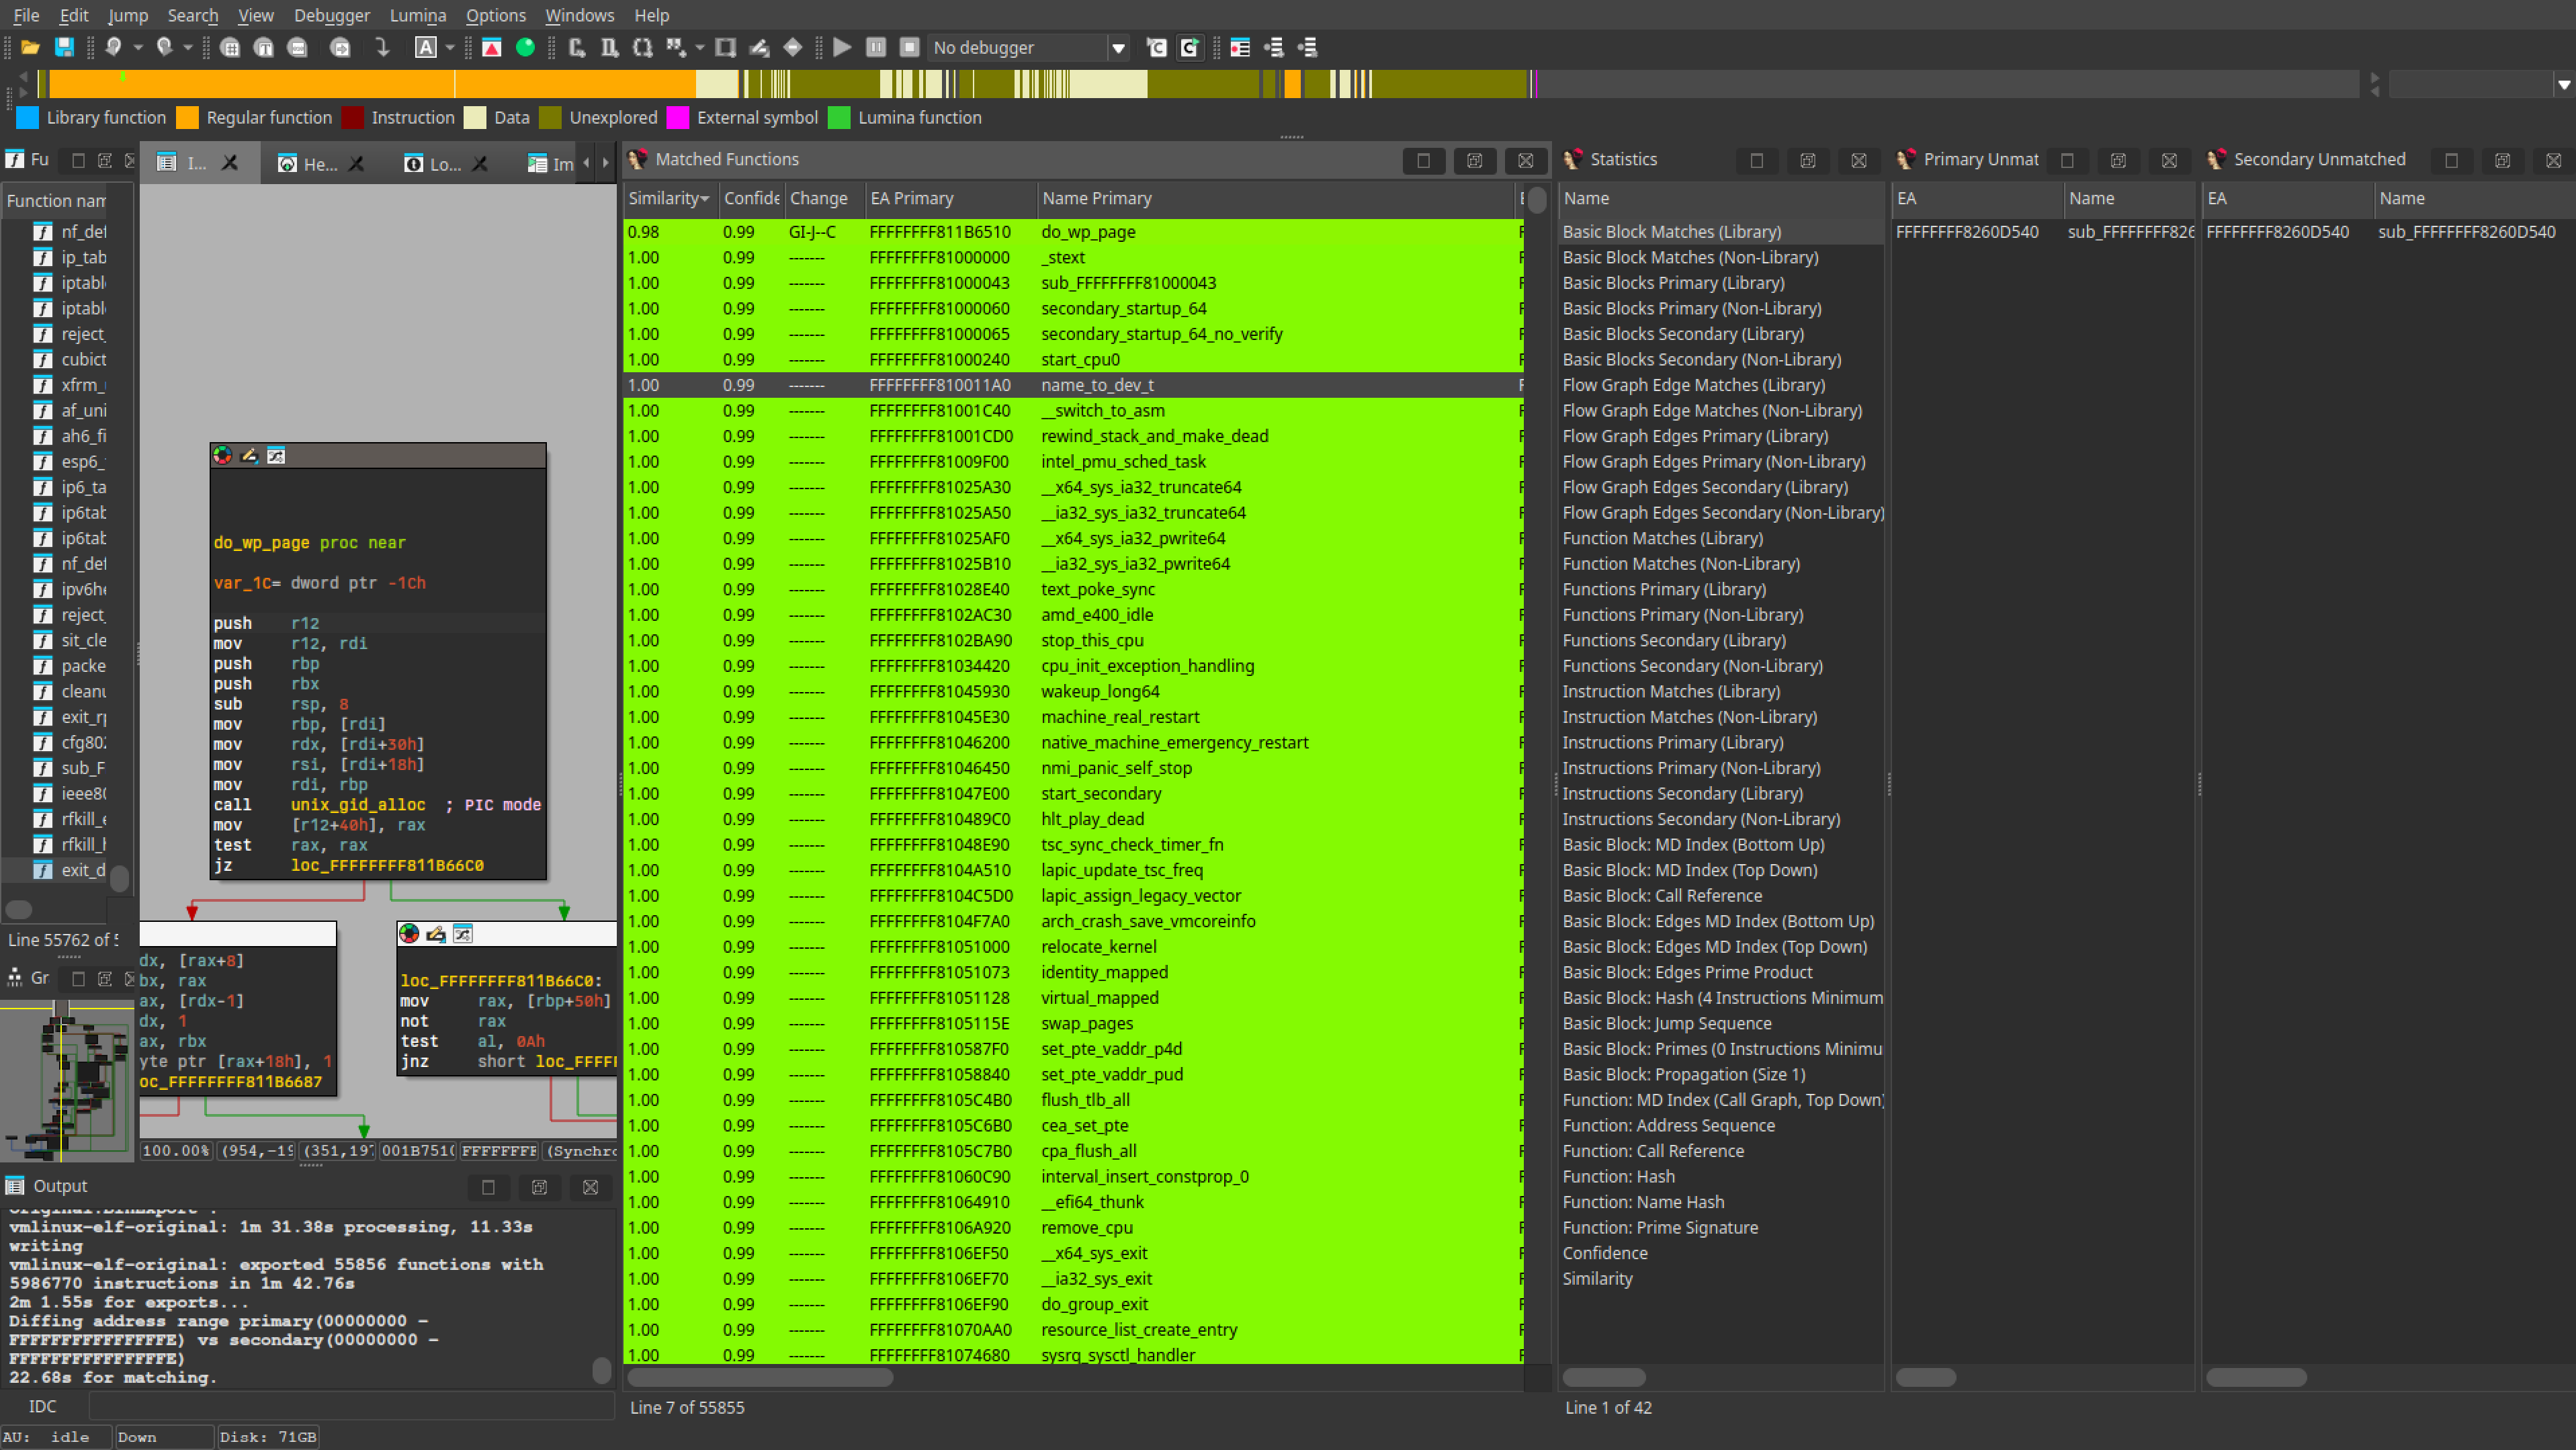 File Edit Jump Search View Debugger Lumina Options Windows Help
A No debugger
Library function Regular function Instruction Data Unexplored External symbol Lumina function
Fu
Function nam
nf_def
ip_tab
iptabl
iptabl
reject_
cubict
xfrm_
af_uni
ah6_fi
esp6_
ip6_ta
ip6tab
ip6tab
nf_def
ipv6he
reject_
sit_cle
packe
cleanu
exit_rp
cfg80
sub_F
ieee80
rfkill_e
rfkill_h
exit_d
Line 55762 of 5
Gr
I... He... Lo... Im
do_wp_page proc near
var_1C= dword ptr -1Ch
push r12
mov r12, rdi
push rbp
push rbx
sub rsp, 8
mov rbp, [rdi]
mov rdx, [rdi+30h]
mov rsi, [rdi+18h]
mov rdi, rbp
call unix_gid_alloc ; PIC mode
mov [r12+40h], rax
test rax, rax
jz loc_FFFFFFFF811B66C0
dx, [rax+8]
bx, rax
ax, [rdx-1]
dx, 1
ax, rbx
yte ptr [rax+18h], 1
oc_FFFFFFFF811B6687
loc_FFFFFFFF811B66C0:
mov rax, [rbp+50h]
not rax
test al, 0Ah
jnz short loc_FFFFF
100.00% (954,-19 (351,197 001B7510 FFFFFFFF (Synchro
Output
vmlinux-elf-original: 1m 31.38s processing, 11.33s
writing
vmlinux-elf-original: exported 55856 functions with
5986770 instructions in 1m 42.76s
2m 1.55s for exports...
Diffing address range primary(00000000 -
FFFFFFFFFFFFFFFE) vs secondary(00000000 -
FFFFFFFFFFFFFFFE)
22.68s for matching.
IDC
AU: idle Down Disk: 71GB
Matched Functions
Similarity Confide Change EA Primary Name Primary
0.98 0.99 GI-J--C FFFFFFFF811B6510 do_wp_page
1.00 0.99 ------- FFFFFFFF81000000 _stext
1.00 0.99 ------- FFFFFFFF81000043 sub_FFFFFFFF81000043
1.00 0.99 ------- FFFFFFFF81000060 secondary_startup_64
1.00 0.99 ------- FFFFFFFF81000065 secondary_startup_64_no_verify
1.00 0.99 ------- FFFFFFFF81000240 start_cpu0
1.00 0.99 ------- FFFFFFFF810011A0 name_to_dev_t
1.00 0.99 ------- FFFFFFFF81001C40 __switch_to_asm
1.00 0.99 ------- FFFFFFFF81001CD0 rewind_stack_and_make_dead
1.00 0.99 ------- FFFFFFFF81009F00 intel_pmu_sched_task
1.00 0.99 ------- FFFFFFFF81025A30 __x64_sys_ia32_truncate64
1.00 0.99 ------- FFFFFFFF81025A50 __ia32_sys_ia32_truncate64
1.00 0.99 ------- FFFFFFFF81025AF0 __x64_sys_ia32_pwrite64
1.00 0.99 ------- FFFFFFFF81025B10 __ia32_sys_ia32_pwrite64
1.00 0.99 ------- FFFFFFFF81028E40 text_poke_sync
1.00 0.99 ------- FFFFFFFF8102AC30 amd_e400_idle
1.00 0.99 ------- FFFFFFFF8102BA90 stop_this_cpu
1.00 0.99 ------- FFFFFFFF81034420 cpu_init_exception_handling
1.00 0.99 ------- FFFFFFFF81045930 wakeup_long64
1.00 0.99 ------- FFFFFFFF81045E30 machine_real_restart
1.00 0.99 ------- FFFFFFFF81046200 native_machine_emergency_restart
1.00 0.99 ------- FFFFFFFF81046450 nmi_panic_self_stop
1.00 0.99 ------- FFFFFFFF81047E00 start_secondary
1.00 0.99 ------- FFFFFFFF810489C0 hlt_play_dead
1.00 0.99 ------- FFFFFFFF81048E90 tsc_sync_check_timer_fn
1.00 0.99 ------- FFFFFFFF8104A510 lapic_update_tsc_freq
1.00 0.99 ------- FFFFFFFF8104C5D0 lapic_assign_legacy_vector
1.00 0.99 ------- FFFFFFFF8104F7A0 arch_crash_save_vmcoreinfo
1.00 0.99 ------- FFFFFFFF81051000 relocate_kernel
1.00 0.99 ------- FFFFFFFF81051073 identity_mapped
1.00 0.99 ------- FFFFFFFF81051128 virtual_mapped
1.00 0.99 ------- FFFFFFFF8105115E swap_pages
1.00 0.99 ------- FFFFFFFF810587F0 set_pte_vaddr_p4d
1.00 0.99 ------- FFFFFFFF81058840 set_pte_vaddr_pud
1.00 0.99 ------- FFFFFFFF8105C4B0 flush_tlb_all
1.00 0.99 ------- FFFFFFFF8105C6B0 cea_set_pte
1.00 0.99 ------- FFFFFFFF8105C7B0 cpa_flush_all
1.00 0.99 ------- FFFFFFFF81060C90 interval_insert_constprop_0
1.00 0.99 ------- FFFFFFFF81064910 __efi64_thunk
1.00 0.99 ------- FFFFFFFF8106A920 remove_cpu
1.00 0.99 ------- FFFFFFFF8106EF50 __x64_sys_exit
1.00 0.99 ------- FFFFFFFF8106EF70 __ia32_sys_exit
1.00 0.99 ------- FFFFFFFF8106EF90 do_group_exit
1.00 0.99 ------- FFFFFFFF81070AA0 resource_list_create_entry
1.00 0.99 ------- FFFFFFFF81074680 sysrq_sysctl_handler
Line 7 of 55855
Statistics
Name
Basic Block Matches (Library)
Basic Block Matches (Non-Library)
Basic Blocks Primary (Library)
Basic Blocks Primary (Non-Library)
Basic Blocks Secondary (Library)
Basic Blocks Secondary (Non-Library)
Flow Graph Edge Matches (Library)
Flow Graph Edge Matches (Non-Library)
Flow Graph Edges Primary (Library)
Flow Graph Edges Primary (Non-Library)
Flow Graph Edges Secondary (Library)
Flow Graph Edges Secondary (Non-Library)
Function Matches (Library)
Function Matches (Non-Library)
Functions Primary (Library)
Functions Primary (Non-Library)
Functions Secondary (Library)
Functions Secondary (Non-Library)
Instruction Matches (Library)
Instruction Matches (Non-Library)
Instructions Primary (Library)
Instructions Primary (Non-Library)
Instructions Secondary (Library)
Instructions Secondary (Non-Library)
Basic Block: MD Index (Bottom Up)
Basic Block: MD Index (Top Down)
Basic Block: Call Reference
Basic Block: Edges MD Index (Bottom Up)
Basic Block: Edges MD Index (Top Down)
Basic Block: Edges Prime Product
Basic Block: Hash (4 Instructions Minimum
Basic Block: Jump Sequence
Basic Block: Primes (0 Instructions Minimu
Basic Block: Propagation (Size 1)
Function: MD Index (Call Graph, Top Down)
Function: Address Sequence
Function: Call Reference
Function: Hash
Function: Name Hash
Function: Prime Signature
Confidence
Similarity
Line 1 of 42
Primary Unmat
EA Name
FFFFFFFF8260D540 sub_FFFFFFFF826
Secondary Unmatched
EA Name
FFFFFFFF8260D540 sub_FFFFFFFF8260D540